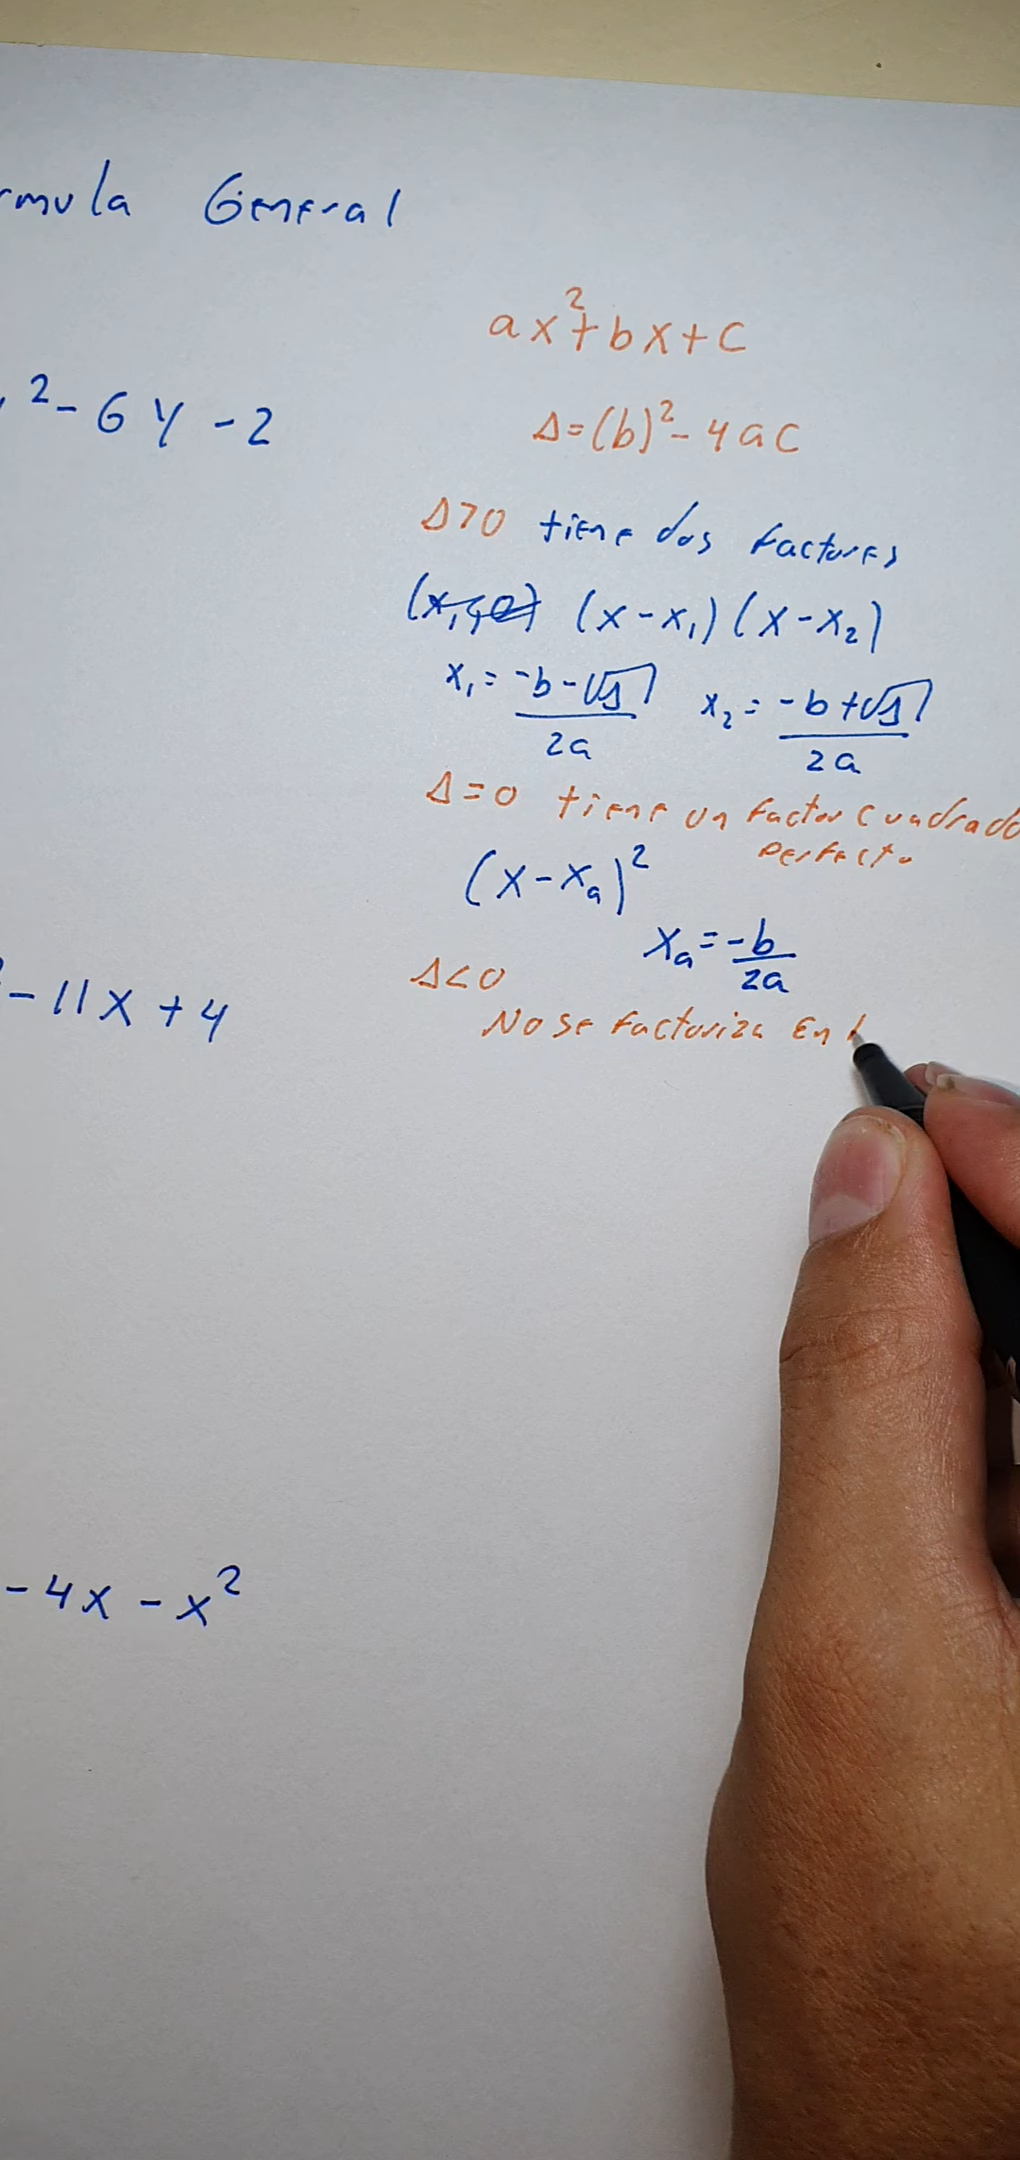 rmula General
ax²+bx+c
²-6y-2
Δ=(b)²-4ac
Δ>0 tiene dos factores
(x-x₁)(x-x₂)
x₁=-b-√Δ/2a x₂=-b+√Δ/2a
Δ=0 tiene un factor cuadrado
perfecto
(x-xₐ)²
xₐ=-b/2a
Δ<0
-11x+4
No se factoriza En
-4x-x²